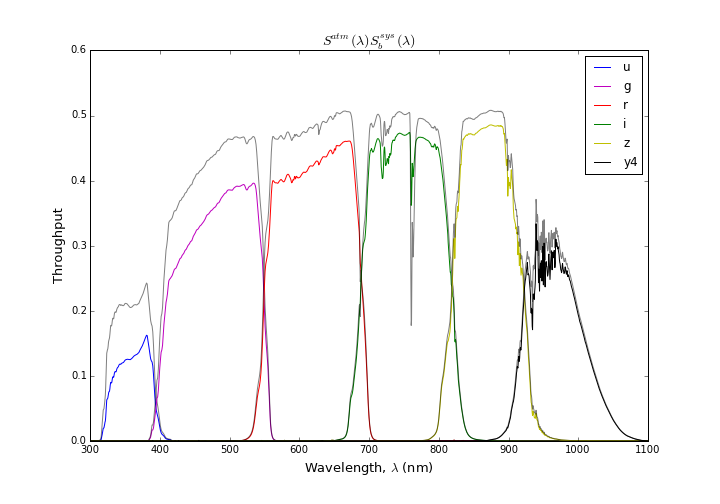 S^{atm}(λ)S_b^{sys}(λ)
0.6
0.5
0.4
0.3
0.2
0.1
0.0
Throughput
u
g
r
i
z
y4
300 400 500 600 700 800 900 1000 1100
Wavelength, λ (nm)